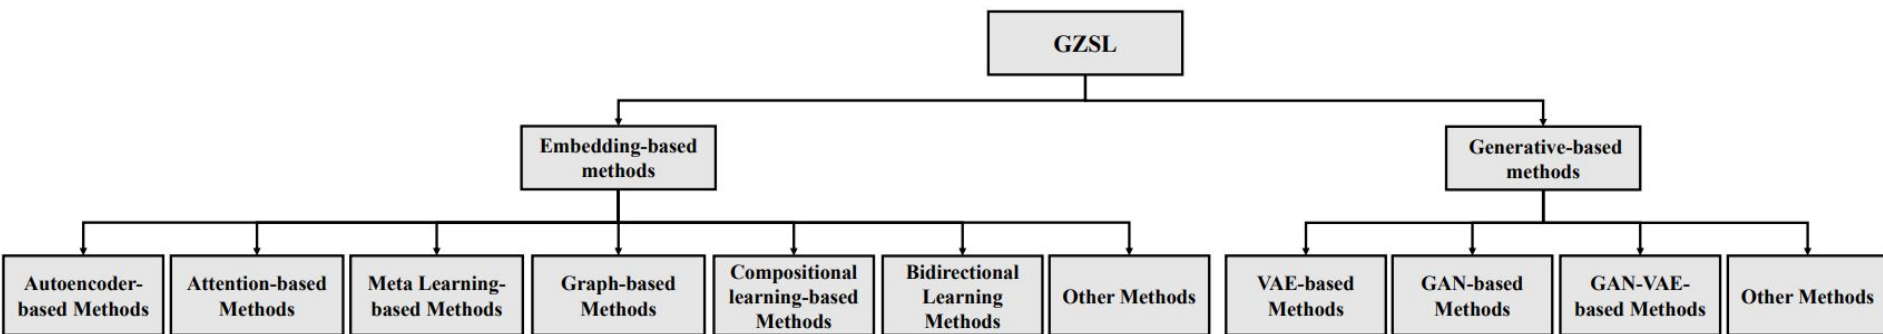 GZSL
Embedding-based
methods
Generative-based
methods
Autoencoder-
based Methods
Attention-based
Methods
Meta Learning-
based Methods
Graph-based
Methods
Compositional
learning-based
Methods
Bidirectional
Learning
Methods
Other Methods
VAE-based
Methods
GAN-based
Methods
GAN-VAE-
based Methods
Other Methods